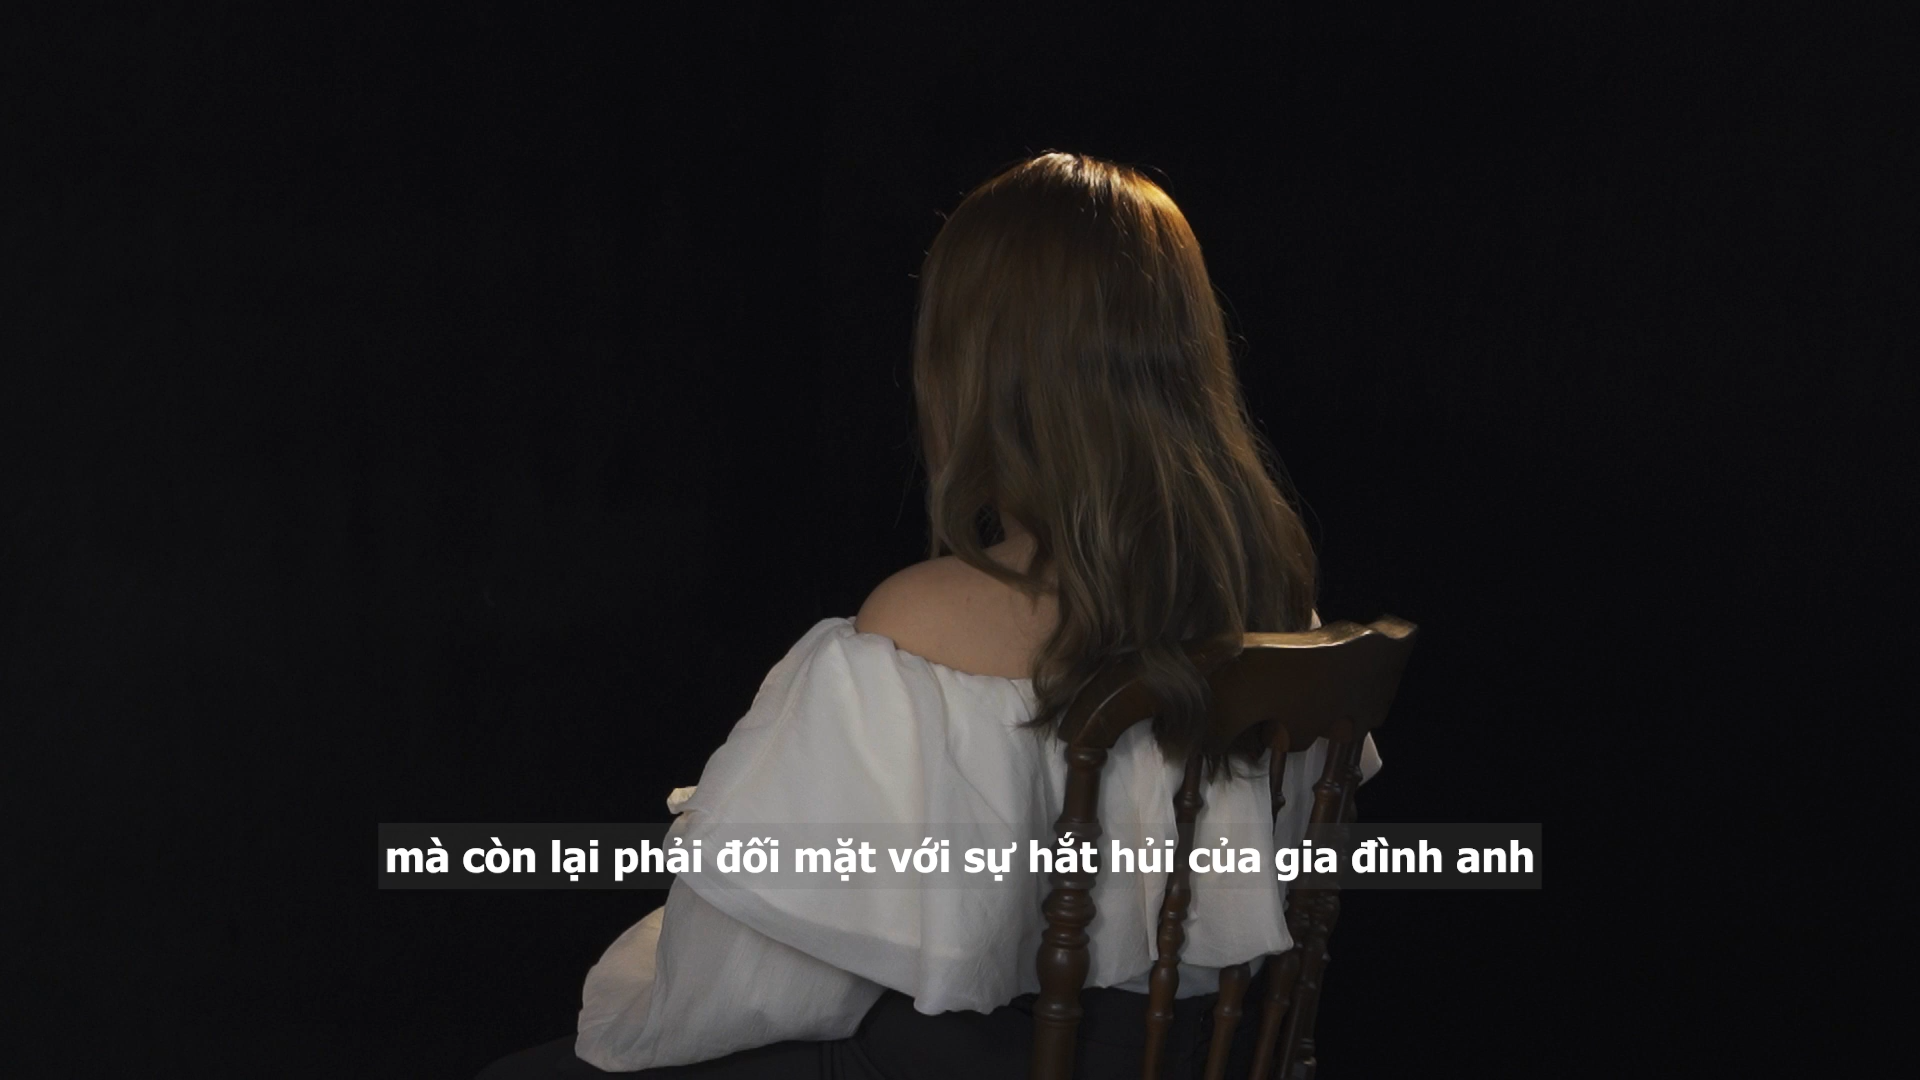 mà còn lại phải đối mặt với sự hắt hủi của gia đình anh